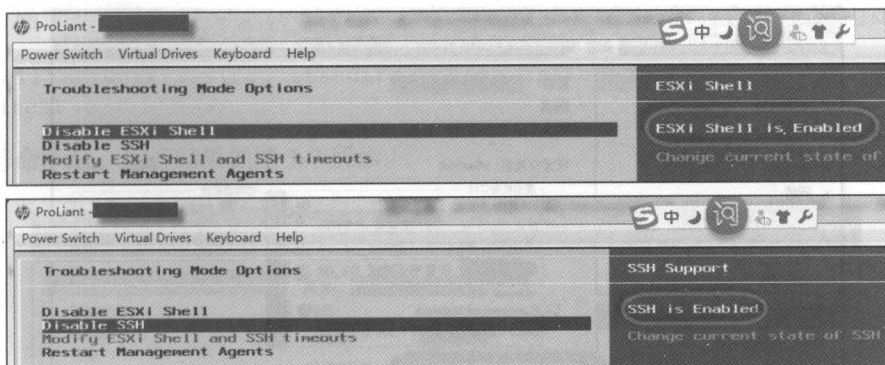 ProLiant -
中
Power Switch Virtual Drives Keyboard Help
Troubleshooting Mode Options
ESXi Shell
Disable ESXi Shell
Disable SSH
Modify ESXi Shell and SSH timeouts
Restart Management Agents
ESXi Shell is Enabled
Change current state of
ProLiant -
中
Power Switch Virtual Drives Keyboard Help
Troubleshooting Mode Options
SSH Support
Disable ESXi Shell
Disable SSH
Modify ESXi Shell and SSH timeouts
Restart Management Agents
SSH is Enabled
Change current state of SSH